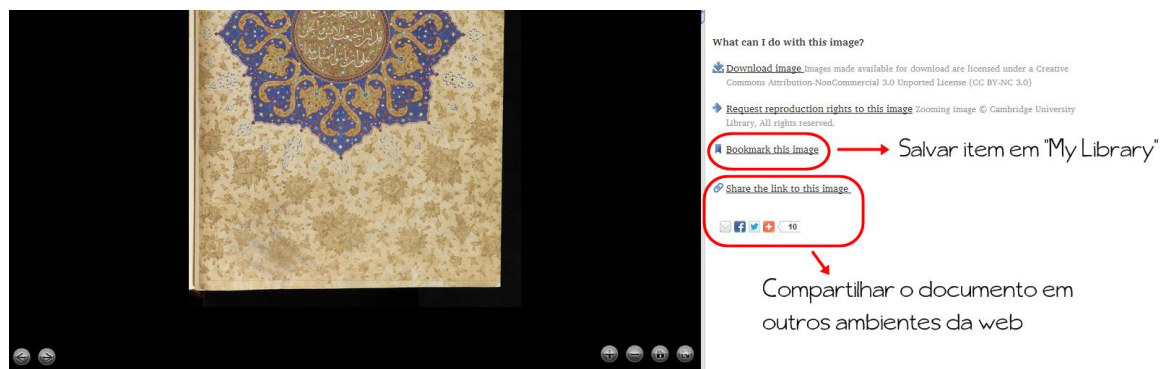 What can I do with this image?
Download image Images made available for download are licensed under a Creative
Commons Attribution-NonCommercial 3.0 Unported License (CC BY-NC 3.0)
Request reproduction rights to this image Zooming image © Cambridge University
Library, All rights reserved.
Bookmark this image
Salvar item em "My Library"
Share the link to this image
10
Compartilhar o documento em
outros ambientes da web